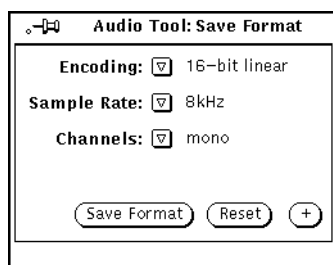 Audio Tool: Save Format
Encoding: 16-bit linear
Sample Rate: 8kHz
Channels: mono
Save Format Reset +